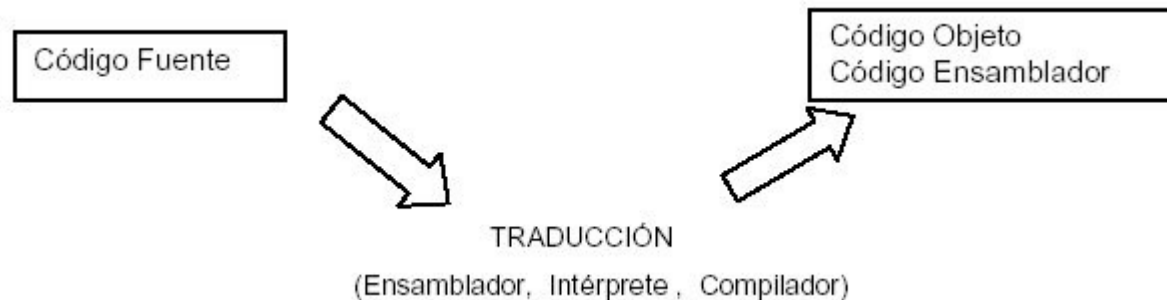 Código Fuente
Código Objeto
Código Ensamblador
TRADUCCIÓN
(Ensamblador, Intérprete , Compilador)